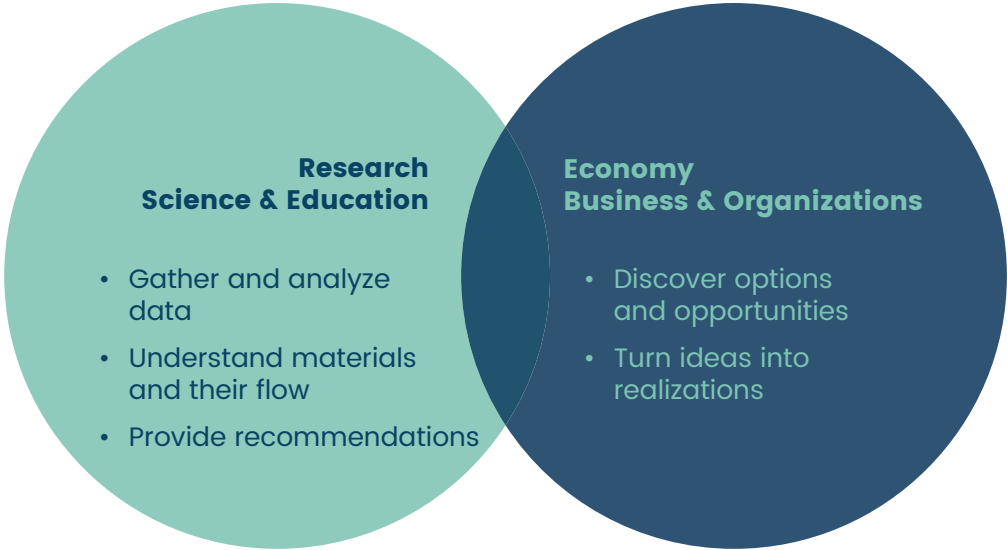 Research
Science & Education
• Gather and analyze
data
• Understand materials
and their flow
• Provide recommendations
Economy
Business & Organizations
• Discover options
and opportunities
• Turn ideas into
realizations